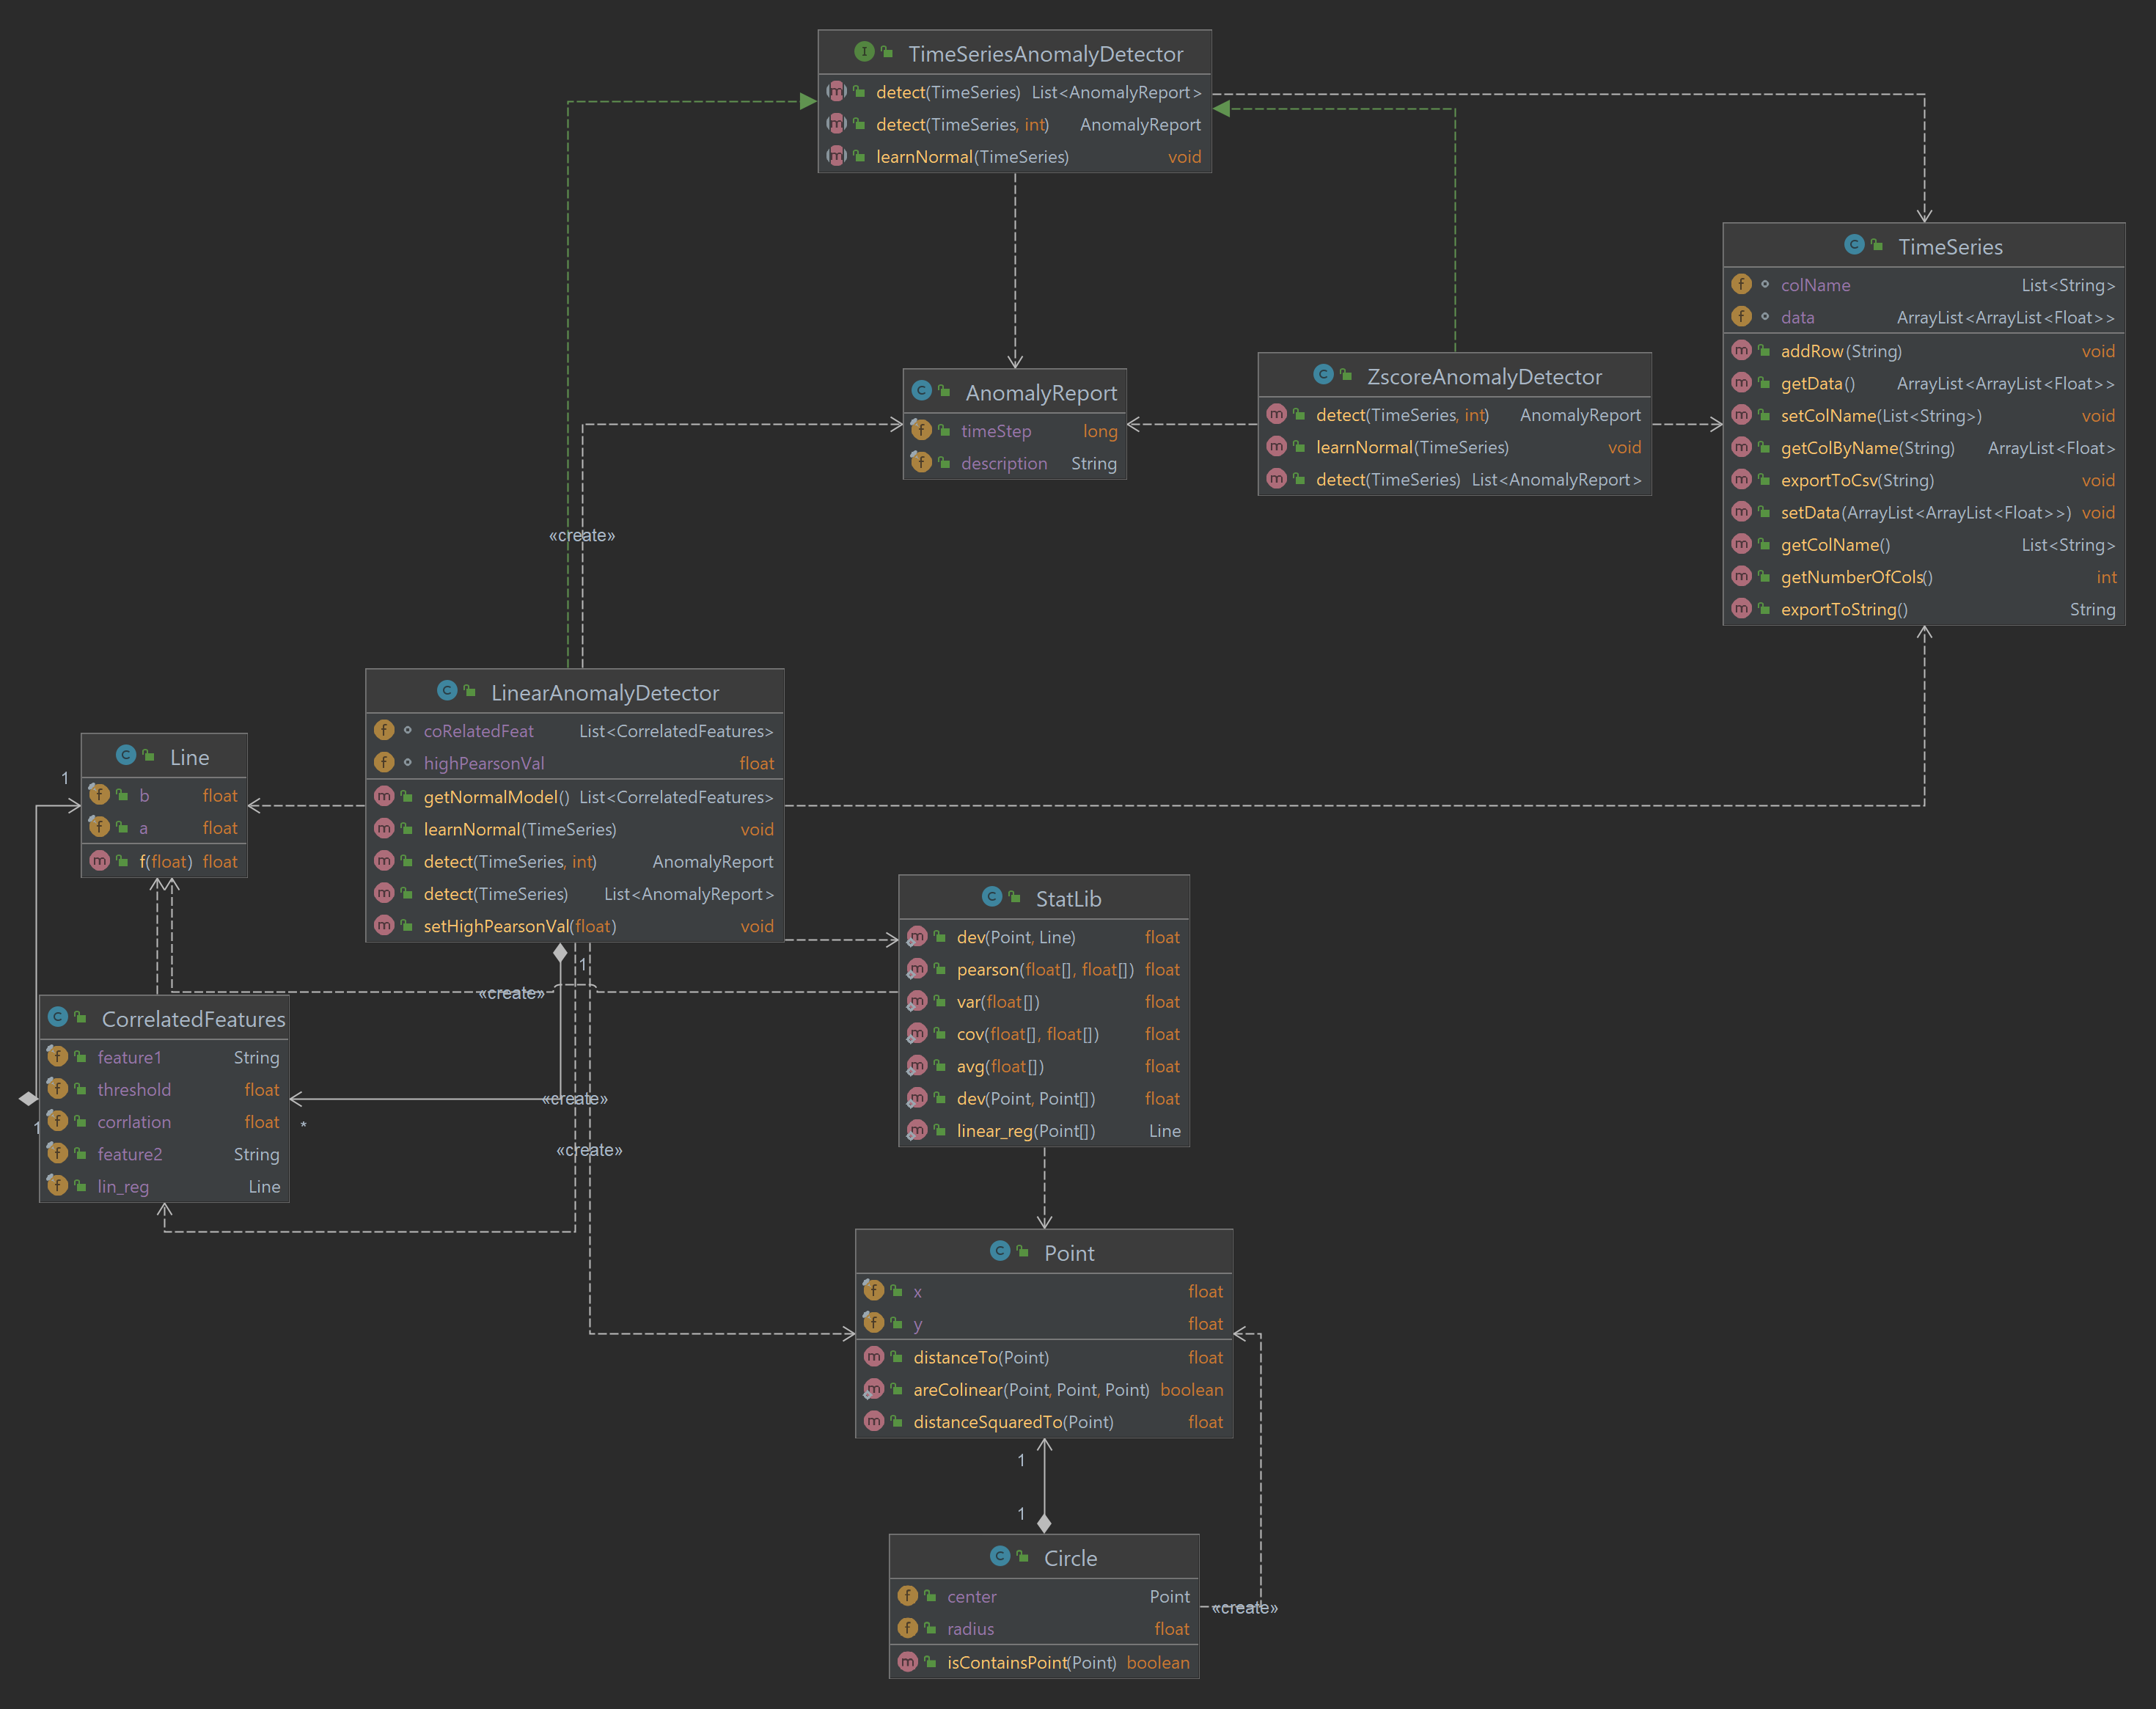 TimeSeriesAnomalyDetector
detect(TimeSeries) List<AnomalyReport>
detect(TimeSeries, int) AnomalyReport
learnNormal(TimeSeries) void
TimeSeries
colName List<String>
data ArrayList<ArrayList<Float>>
addRow(String) void
getData() ArrayList<ArrayList<Float>>
setColName(List<String>) void
getColByName(String) ArrayList<Float>
exportToCsv(String) void
setData(ArrayList<ArrayList<Float>>) void
getColName() List<String>
getNumberOfCols() int
exportToString() String
ZscoreAnomalyDetector
detect(TimeSeries, int) AnomalyReport
learnNormal(TimeSeries) void
detect(TimeSeries) List<AnomalyReport>
AnomalyReport
timeStep long
description String
«create»
LinearAnomalyDetector
coRelatedFeat List<CorrelatedFeatures>
highPearsonVal float
getNormalModel() List<CorrelatedFeatures>
learnNormal(TimeSeries) void
detect(TimeSeries, int) AnomalyReport
detect(TimeSeries) List<AnomalyReport>
setHighPearsonVal(float) void
Line
b float
a float
f(float) float
1
StatLib
dev(Point, Line) float
pearson(float[], float[]) float
var(float[]) float
cov(float[], float[]) float
avg(float[]) float
dev(Point, Point[]) float
linear_reg(Point[]) Line
1
«create»
CorrelatedFeatures
feature1 String
threshold float
corrlation float
feature2 String
lin_reg Line
1
*
«create»
«create»
Point
x float
y float
distanceTo(Point) float
areColinear(Point, Point, Point) boolean
distanceSquaredTo(Point) float
1
1
Circle
center Point
radius float
isContainsPoint(Point) boolean
«create»